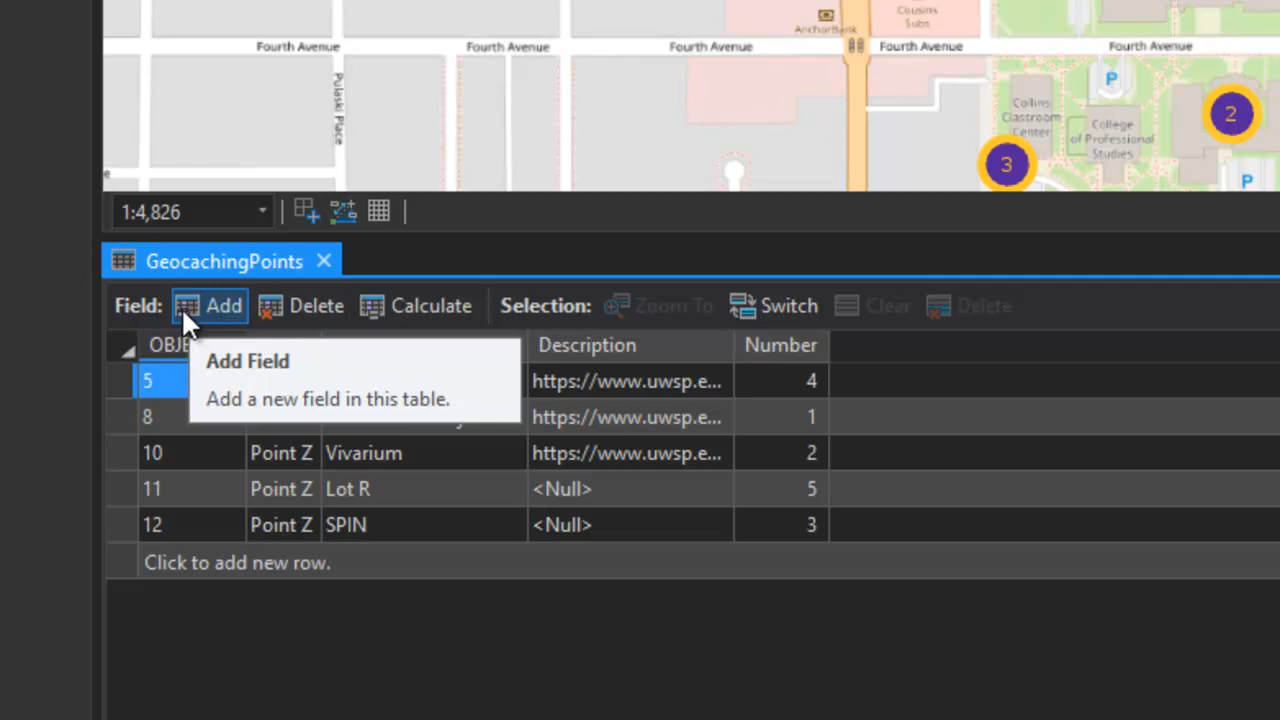 Cousins
Subs
AnchorBank
Fourth Avenue Fourth Avenue Fourth Avenue Fourth Avenue Fourth Avenue
Pulaski Place
P
Collins
Classroom
Center
College
of Professional
Studies
2
3
P
1:4,826
GeocachingPoints
Field: Add Delete Calculate Selection: Zoom To Switch Clear Delete
OBJE Description Number
Add Field
Add a new field in this table.
5 https://www.uwsp.e... 4
8 https://www.uwsp.e... 1
10 Point Z Vivarium https://www.uwsp.e... 2
11 Point Z Lot R <Null> 5
12 Point Z SPIN <Null> 3
Click to add new row.